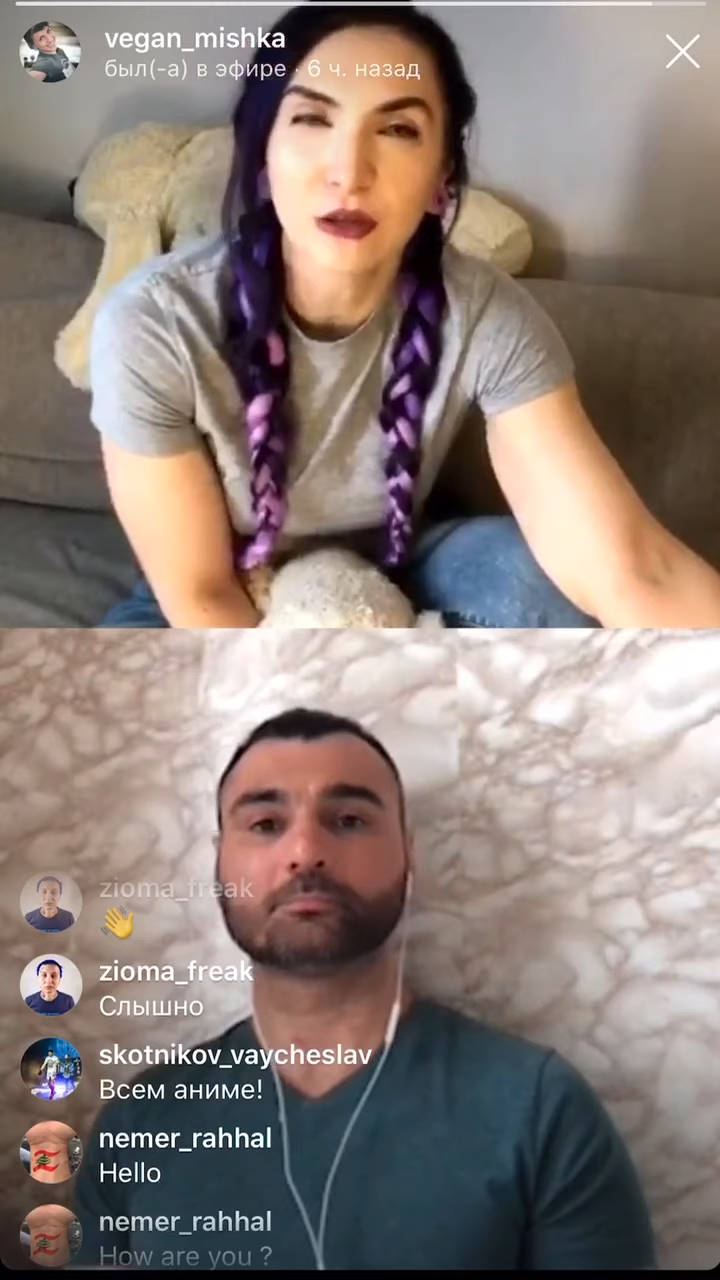 vegan_mishka
был(-а) в эфире · 6 ч. назад
zioma_freak
👋
zioma_freak
Слышно
skotnikov_vaycheslav
Всем аниме!
nemer_rahhal
Hello
nemer_rahhal
How are you ?